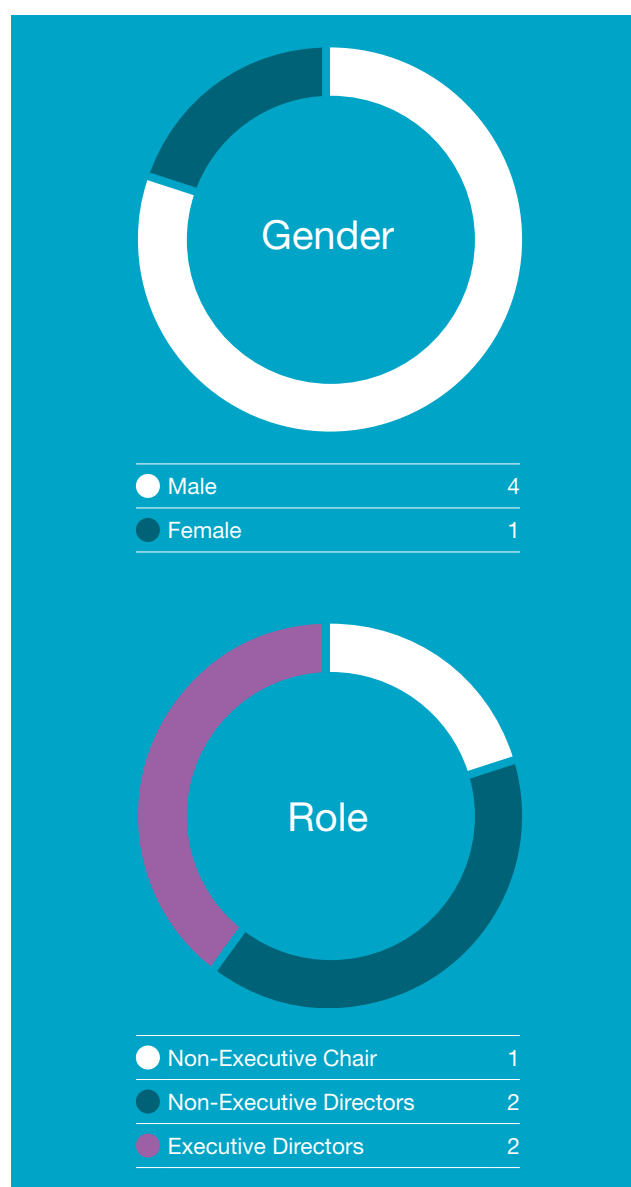 Gender
Male 4
Female 1
Role
Non-Executive Chair 1
Non-Executive Directors 2
Executive Directors 2